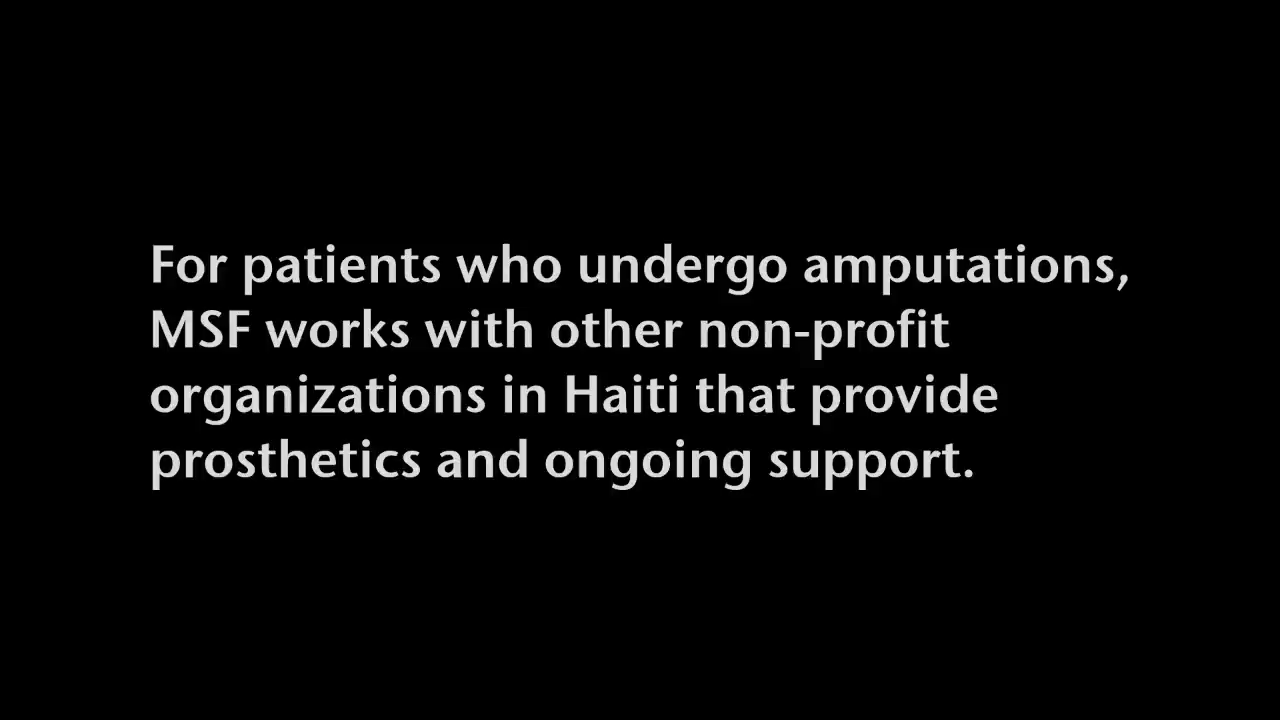 For patients who undergo amputations,
MSF works with other non-profit
organizations in Haiti that provide
prosthetics and ongoing support.